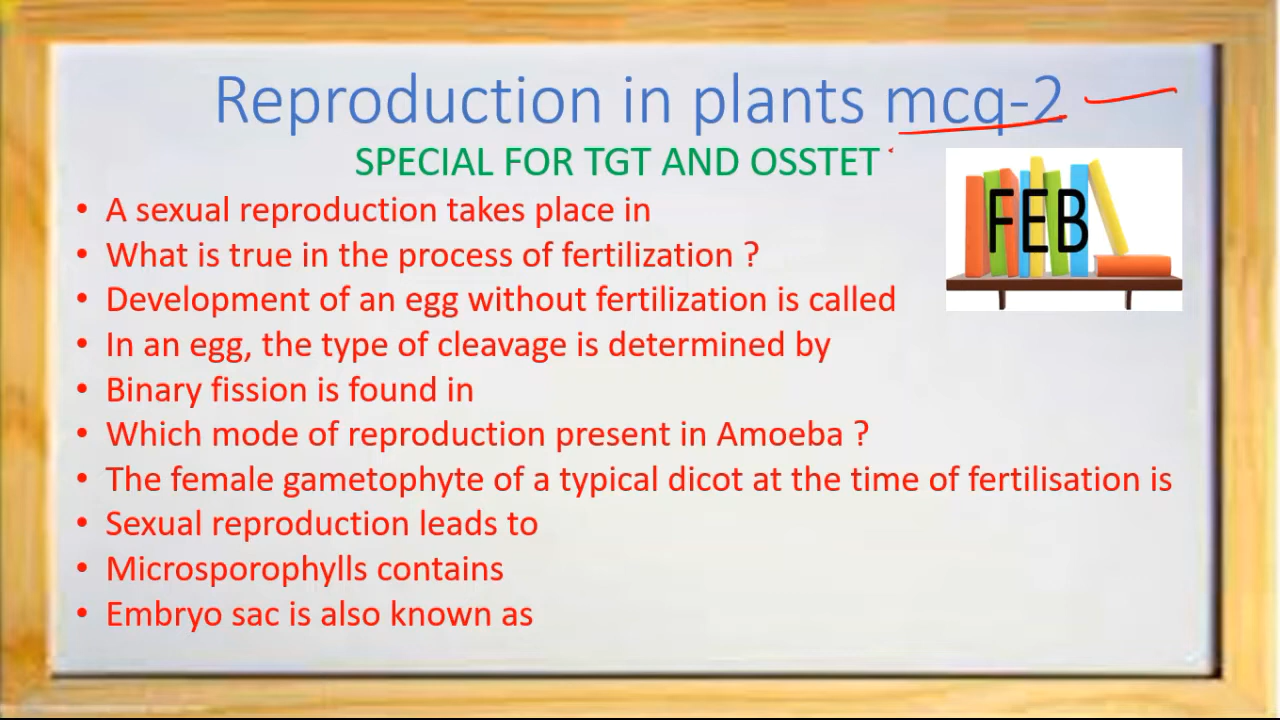 Reproduction in plants mcq-2
SPECIAL FOR TGT AND OSSTET
FEB
• A sexual reproduction takes place in
• What is true in the process of fertilization ?
• Development of an egg without fertilization is called
• In an egg, the type of cleavage is determined by
• Binary fission is found in
• Which mode of reproduction present in Amoeba ?
• The female gametophyte of a typical dicot at the time of fertilisation is
• Sexual reproduction leads to
• Microsporophylls contains
• Embryo sac is also known as